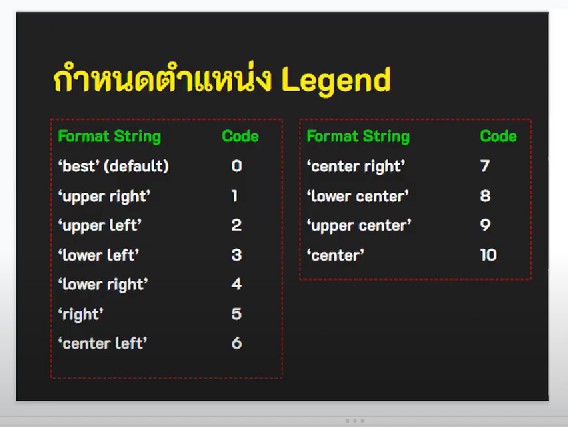 กำหนดตำแหน่ง Legend
Format String Code
‘best’ (default) 0
‘upper right’ 1
‘upper left’ 2
‘lower left’ 3
‘lower right’ 4
‘right’ 5
‘center left’ 6
Format String Code
‘center right’ 7
‘lower center’ 8
‘upper center’ 9
‘center’ 10